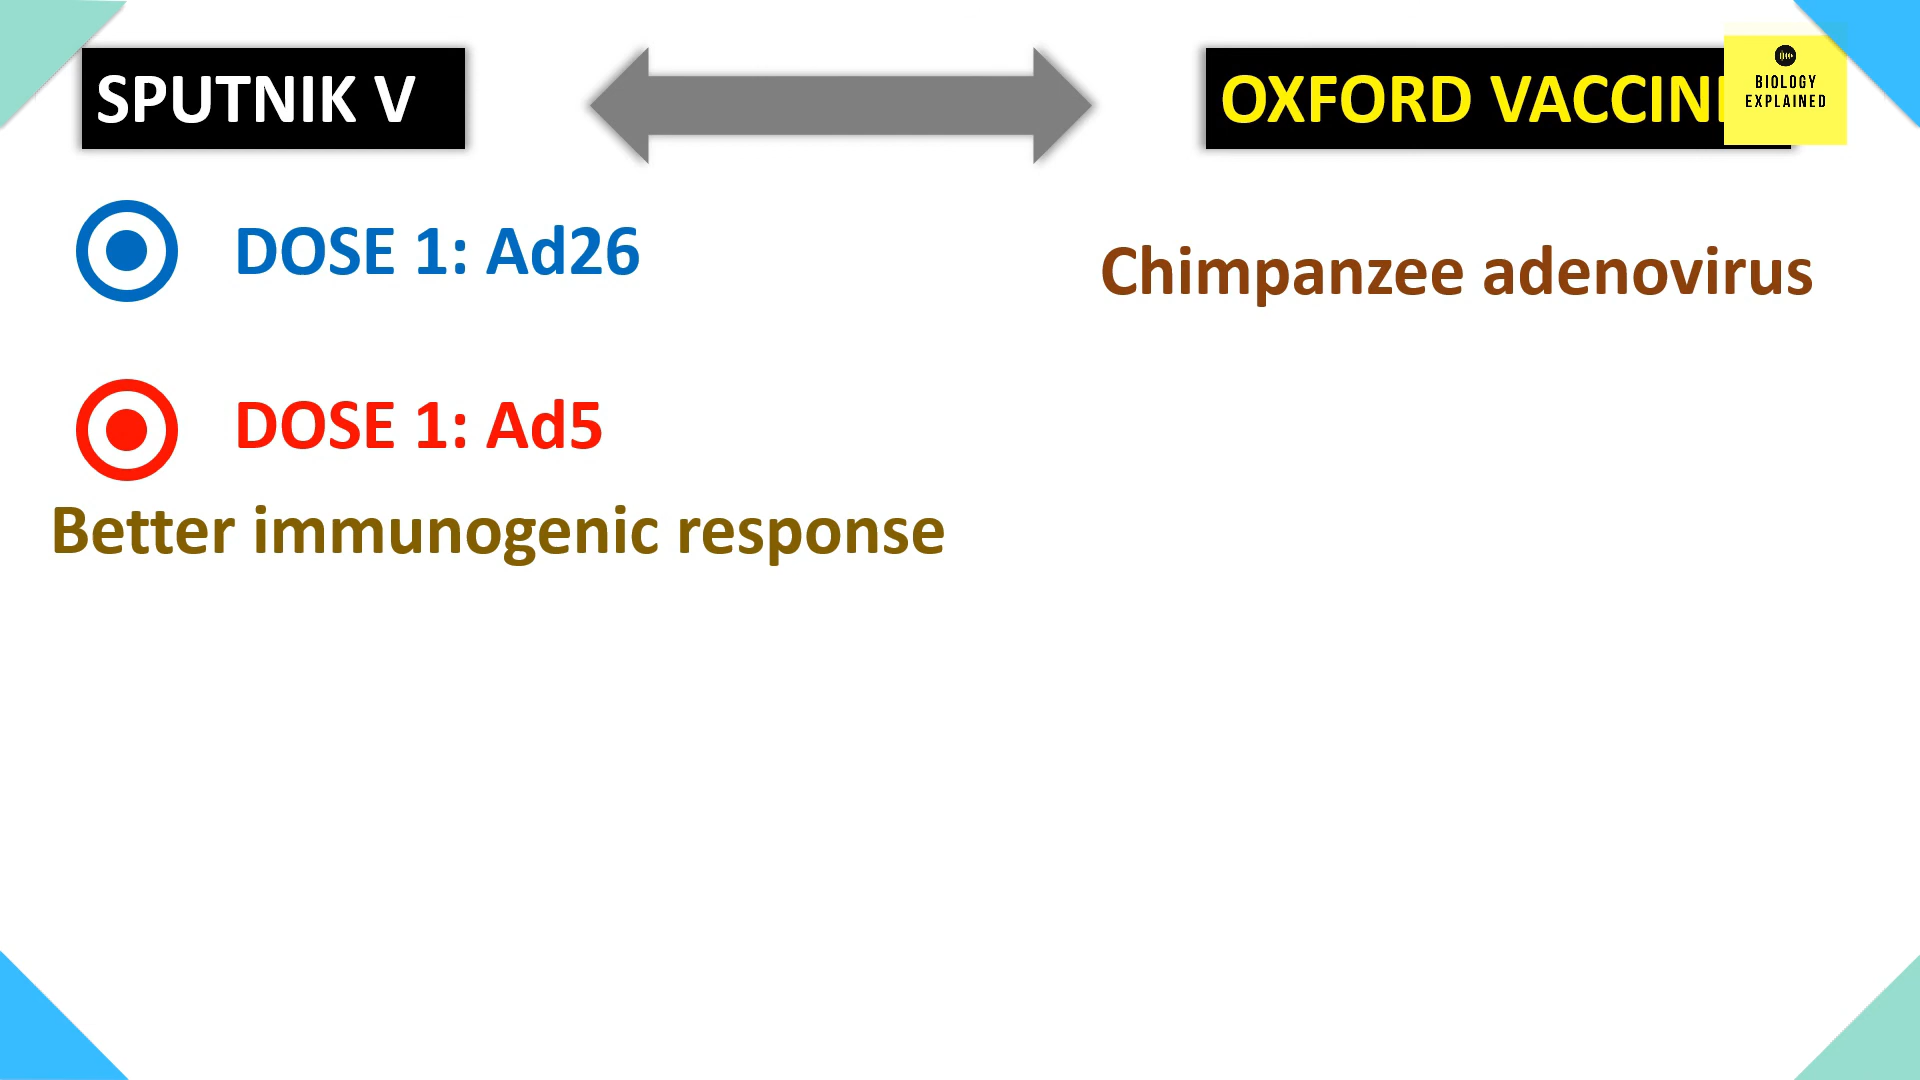 SPUTNIK V
OXFORD VACCIN
BIOLOGY
EXPLAINED
DOSE 1: Ad26
Chimpanzee adenovirus
DOSE 1: Ad5
Better immunogenic response